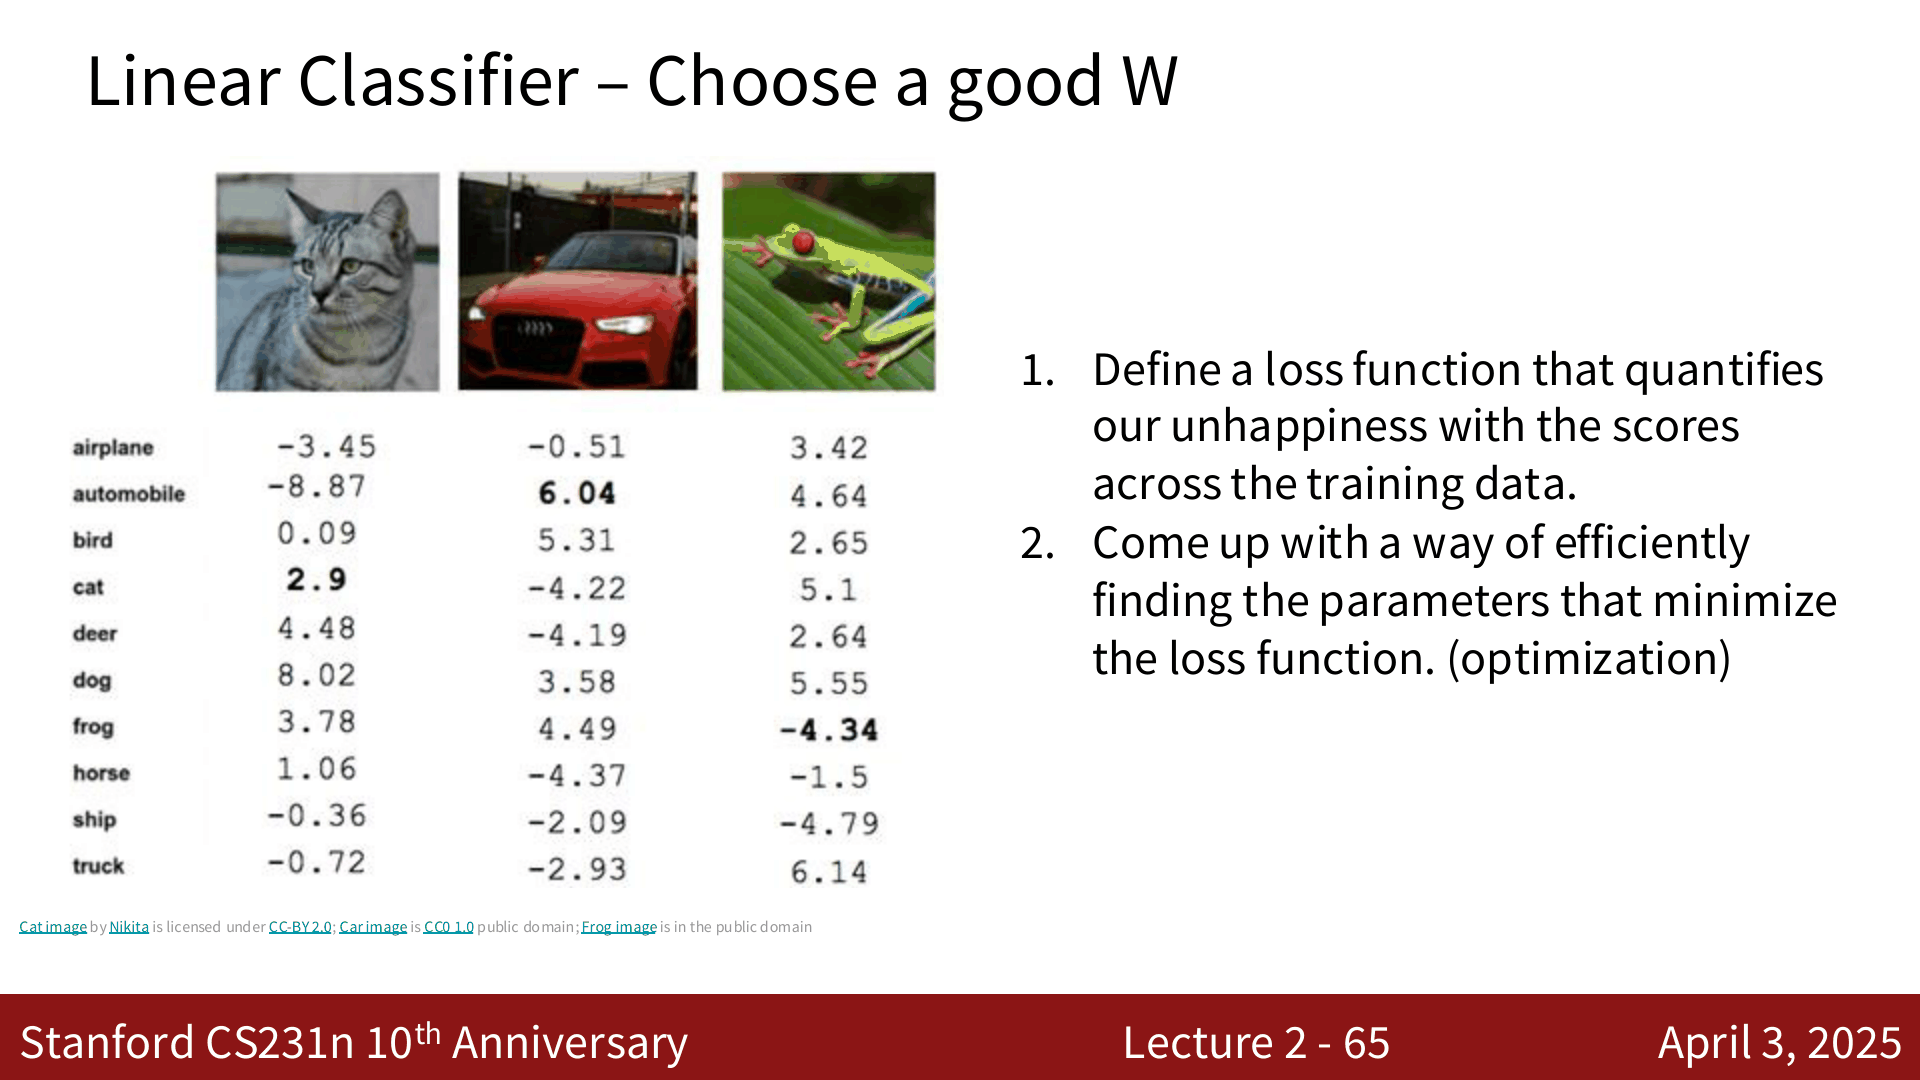 Linear Classifier – Choose a good W
airplane -3.45 -0.51 3.42
automobile -8.87 6.04 4.64
bird 0.09 5.31 2.65
cat 2.9 -4.22 5.1
deer 4.48 -4.19 2.64
dog 8.02 3.58 5.55
frog 3.78 4.49 -4.34
horse 1.06 -4.37 -1.5
ship -0.36 -2.09 -4.79
truck -0.72 -2.93 6.14
1. Define a loss function that quantifies
our unhappiness with the scores
across the training data.
2. Come up with a way of efficiently
finding the parameters that minimize
the loss function. (optimization)
Cat image by Nikita is licensed under CC-BY 2.0; Car image is CC0 1.0 public domain; Frog image is in the public domain
Stanford CS231n 10th Anniversary Lecture 2 - 65 April 3, 2025